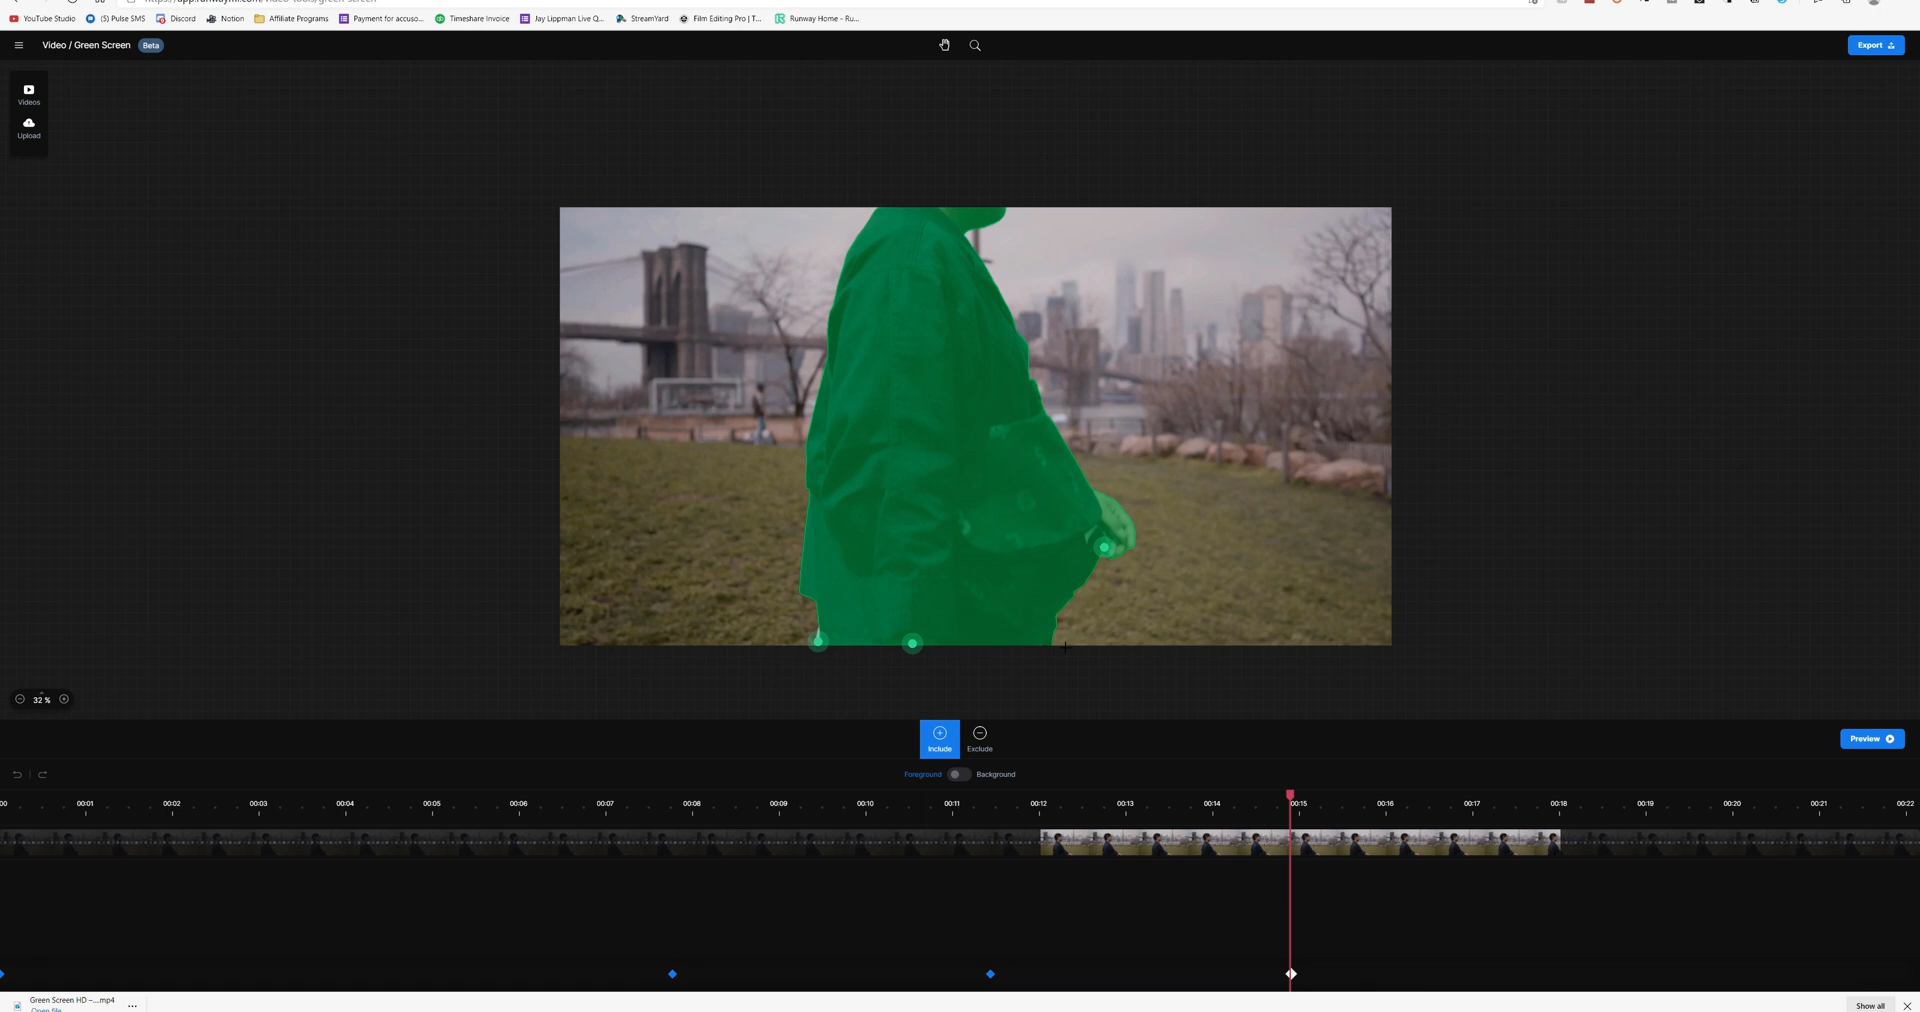 YouTube Studio (5) Pulse SMS Discord Notion Affiliate Programs Payment for accuso... Timeshare Invoice Jay Lippman Live Q... StreamYard Film Editing Pro | T... Runway Home - Ru...
Video / Green Screen Beta Export
Videos
Upload
32 %
Include Exclude Preview
Foreground Background
00 00:01 00:02 00:03 00:04 00:05 00:06 00:07 00:08 00:09 00:10 00:11 00:12 00:13 00:14 00:15 00:16 00:17 00:18 00:19 00:20 00:21 00:22
Green Screen HD –....mp4 Show all
Open file